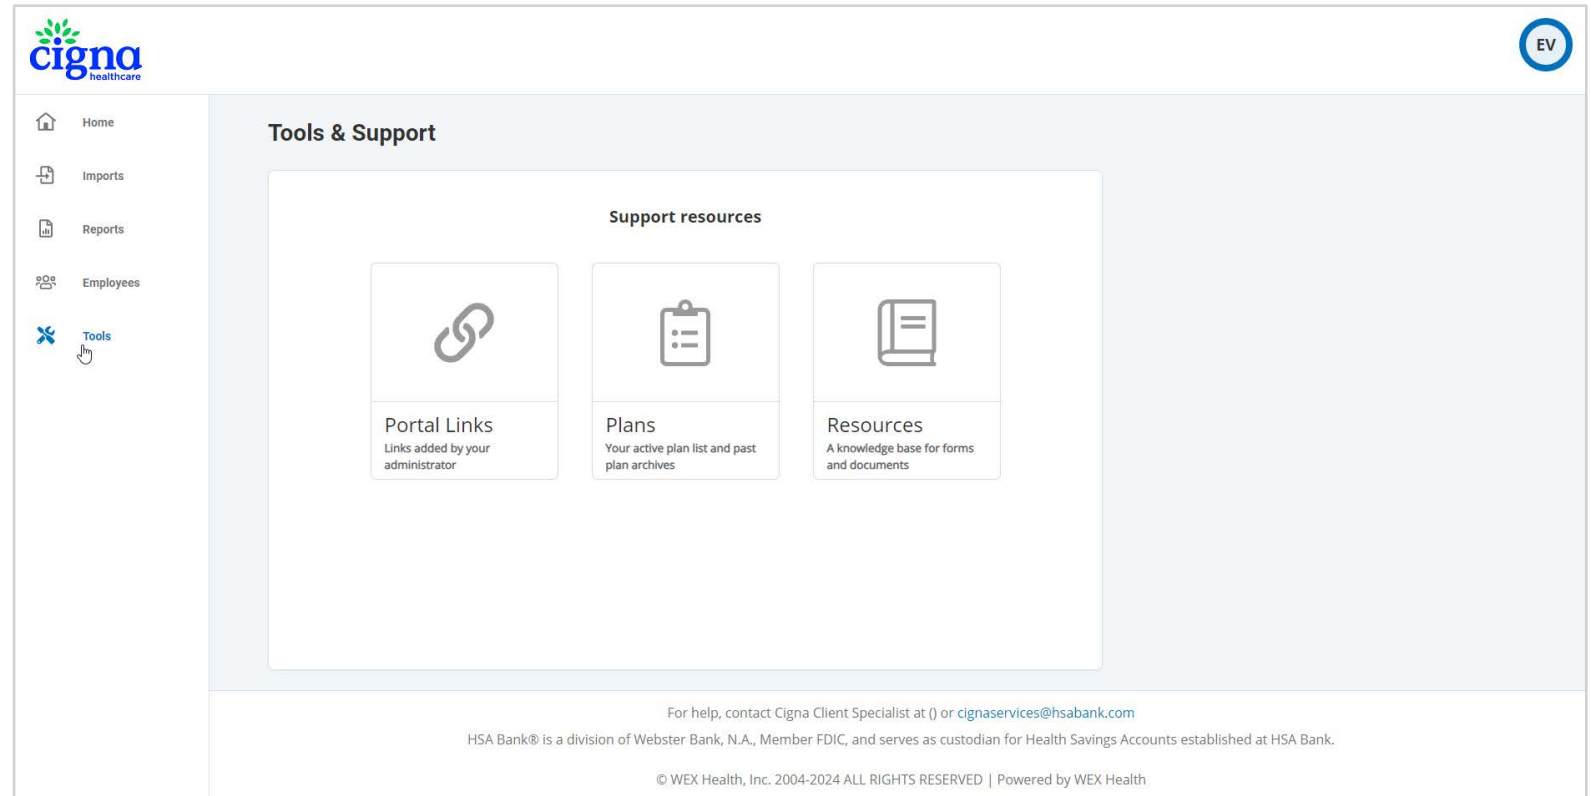 cigna
healthcare
EV
Home
Imports
Reports
Employees
Tools
Tools & Support
Support resources
Portal Links
Links added by your
administrator
Plans
Your active plan list and past
plan archives
Resources
A knowledge base for forms
and documents
For help, contact Cigna Client Specialist at () or cignaservices@hsabank.com
HSA Bank® is a division of Webster Bank, N.A., Member FDIC, and serves as custodian for Health Savings Accounts established at HSA Bank.
© WEX Health, Inc. 2004-2024 ALL RIGHTS RESERVED | Powered by WEX Health